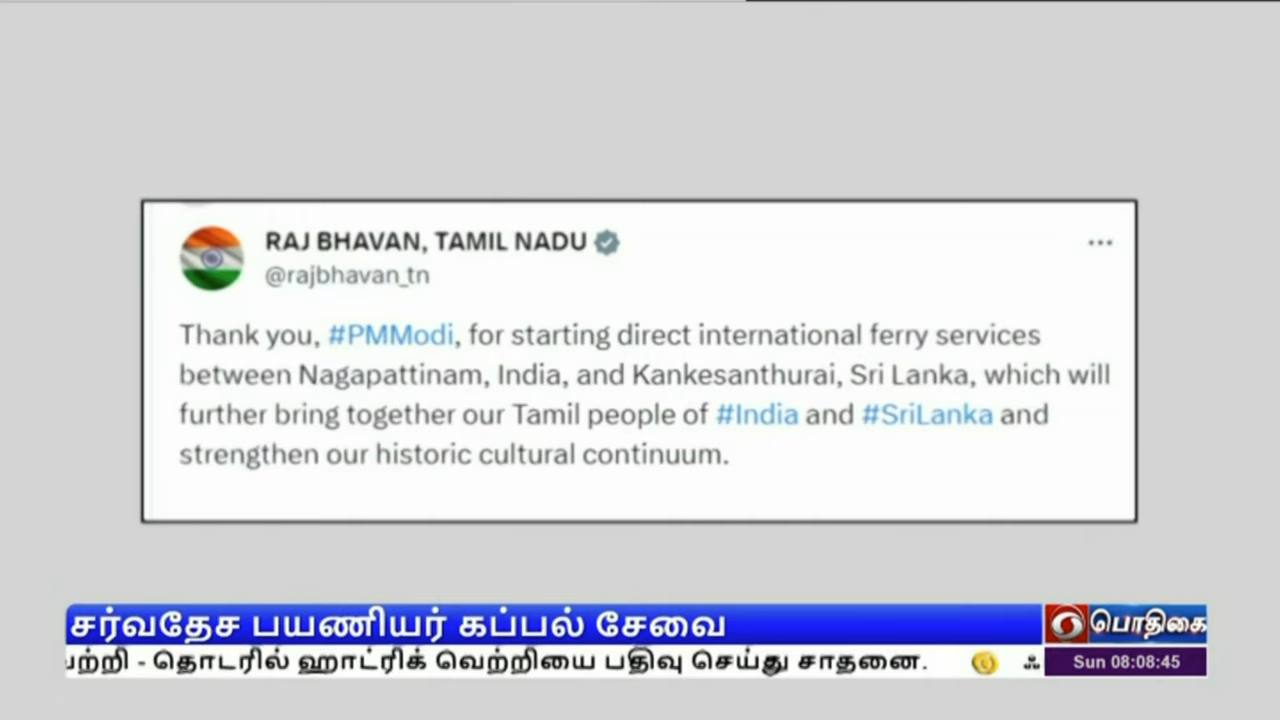 RAJ BHAVAN, TAMIL NADU
@rajbhavan_tn
Thank you, #PMModi, for starting direct international ferry services
between Nagapattinam, India, and Kankesanthurai, Sri Lanka, which will
further bring together our Tamil people of #India and #SriLanka and
strengthen our historic cultural continuum.
சர்வதேச பயணியர் கப்பல் சேவை
பொதிகை
- தொடரில் ஹாட்ரிக் வெற்றியை பதிவு செய்து சாதனை.
Sun 08:08:45